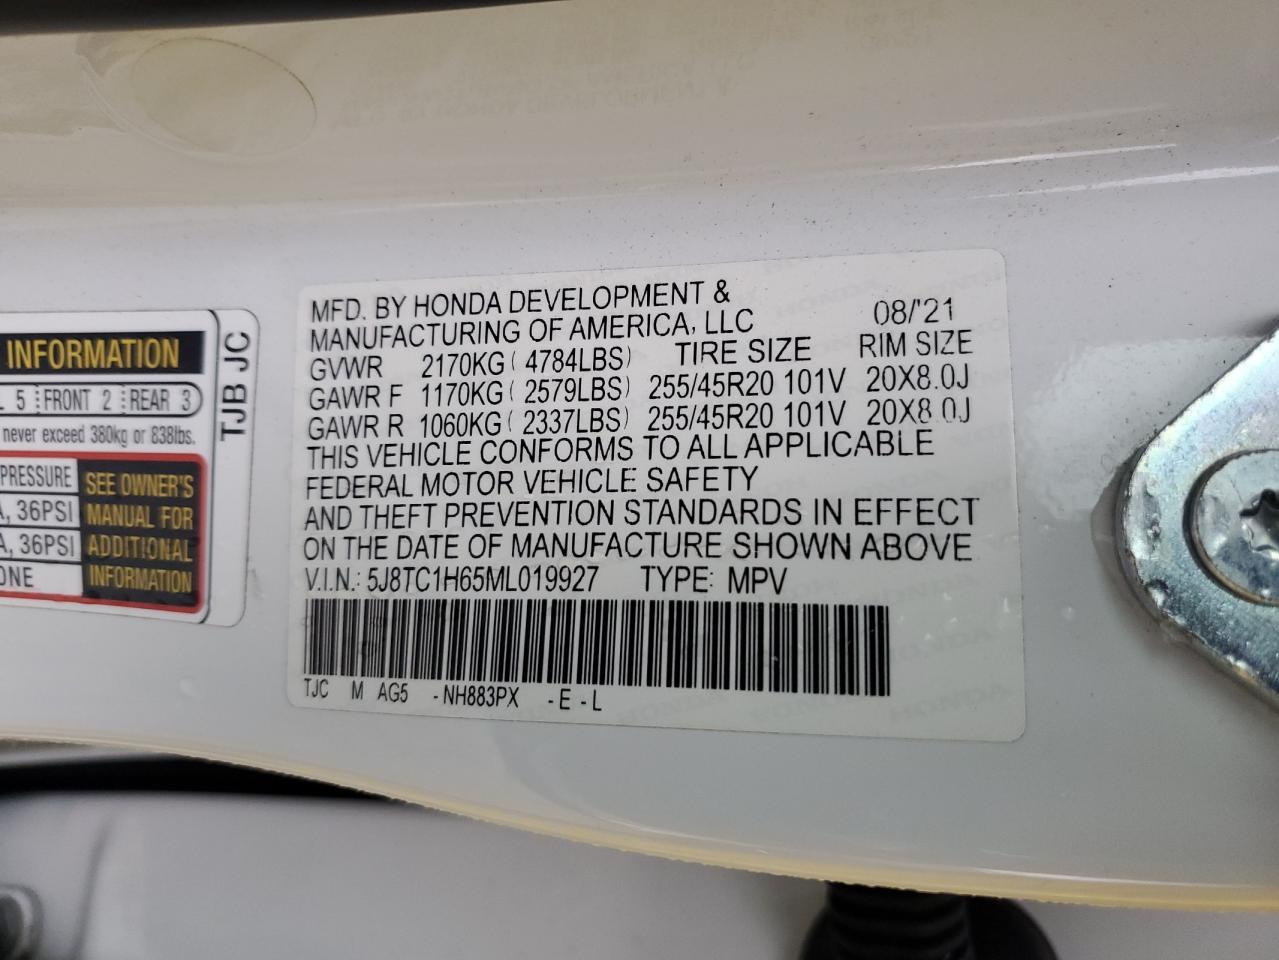 INFORMATION
5 FRONT 2 REAR 3
never exceed 380kg or 838lbs.
PRESSURE
36PSI
36PSI
SEE OWNER'S
MANUAL FOR
ADDITIONAL
INFORMATION
TJB JC
MFD. BY HONDA DEVELOPMENT &
MANUFACTURING OF AMERICA, LLC 08/'21
GVWR 2170KG ( 4784LBS) TIRE SIZE RIM SIZE
GAWR F 1170KG ( 2579LBS) 255/45R20 101V 20X8.0J
GAWR R 1060KG ( 2337LBS) 255/45R20 101V 20X8.0J
THIS VEHICLE CONFORMS TO ALL APPLICABLE
FEDERAL MOTOR VEHICLE SAFETY
AND THEFT PREVENTION STANDARDS IN EFFECT
ON THE DATE OF MANUFACTURE SHOWN ABOVE
V.I.N.: 5J8TC1H65ML019927 TYPE: MPV
TJC M AG5 -NH883PX -E-L